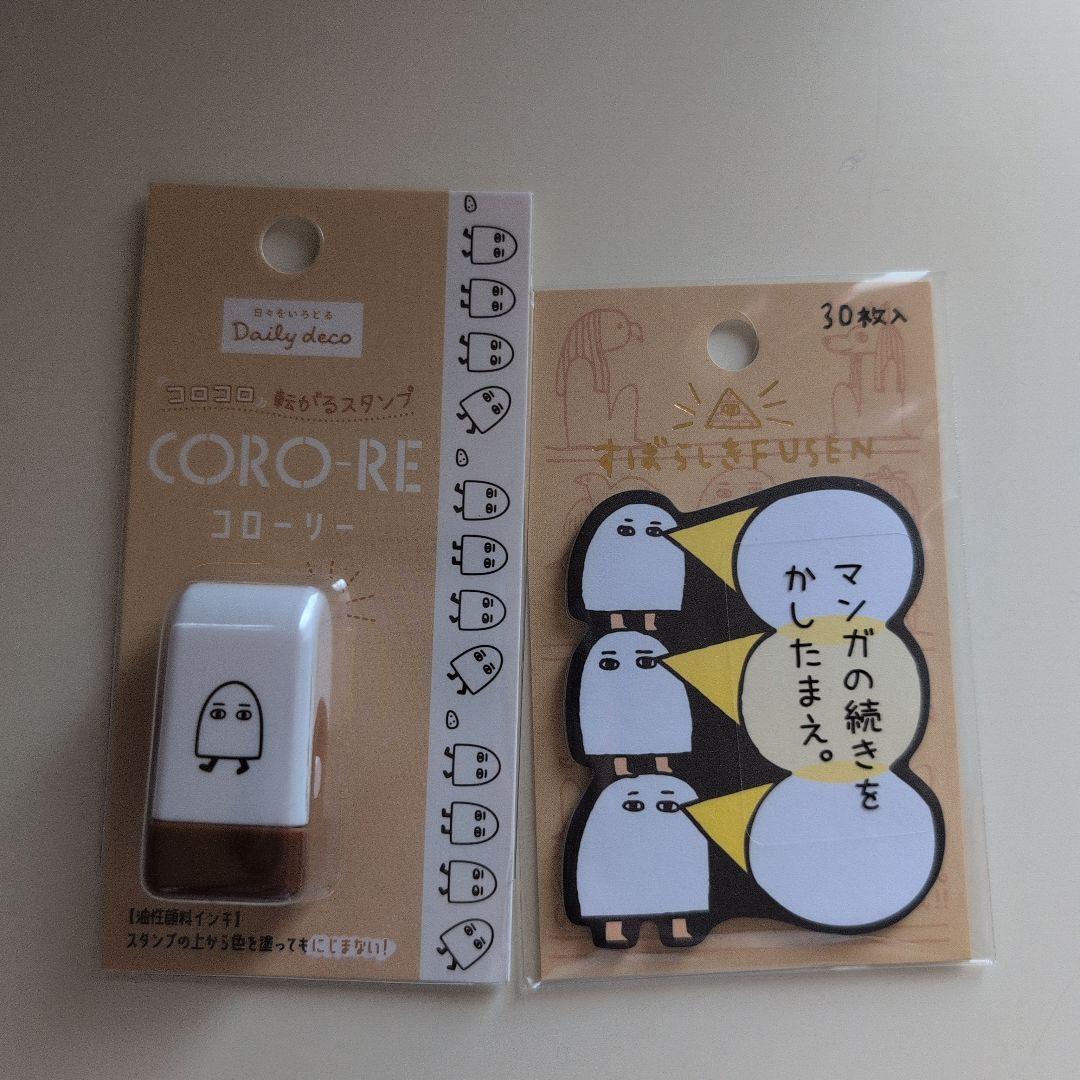 日々をいろどる
Daily deco
"コロコロ"転がるスタンプ
CORO-RE
コローリー
【油性顔料インキ】
スタンプの上から色を塗ってもにじまない!
30枚入
すばらしきFUSEN
マンガの続きを
かしたまえ。